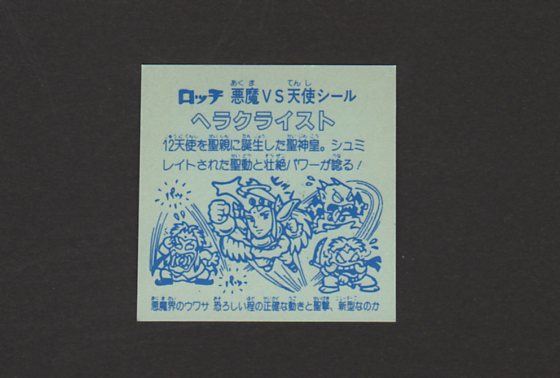 ロッチ 悪魔VS天使シール
ヘラクライスト
12天使を聖親に誕生した聖神皇。シュミ
レイトされた聖動と壮絶パワーが唸る!
悪魔界のウワサ 恐ろしい程の正確な動きと聖撃、新型なのか